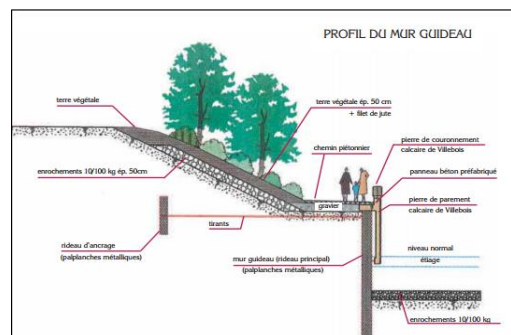 PROFIL DU MUR GUIDEAU
terre végétale
terre végétale ép. 50 cm
+ filet de jute
pierre de couronnement
calcaire de Villebois
chemin piétonnier
enrochements 10/100 kg ép. 50cm
panneau béton préfabriqué
gravier
pierre de parement
calcaire de Villebois
tirants
rideau d'ancrage
(palplanches métalliques)
mur guideau (rideau principal)
(palplanches métalliques)
niveau normal
étiage
enrochements 10/100 kg